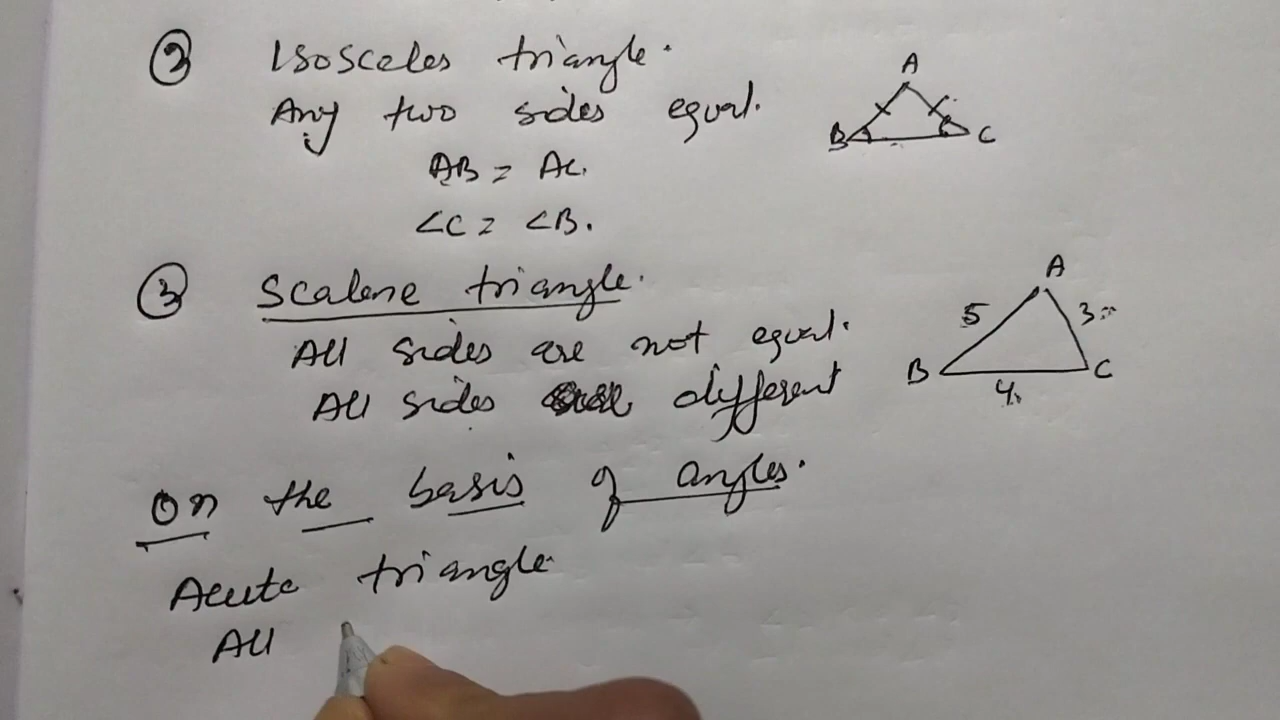 ② Isosceles triangle.
Any two sides equal.
AB = AC.
∠C = ∠B.
A
B C
③ Scalene triangle.
All sides are not equal.
All sides different
A
5 3
B C
4
On the basis of angles.
Acute triangle
All